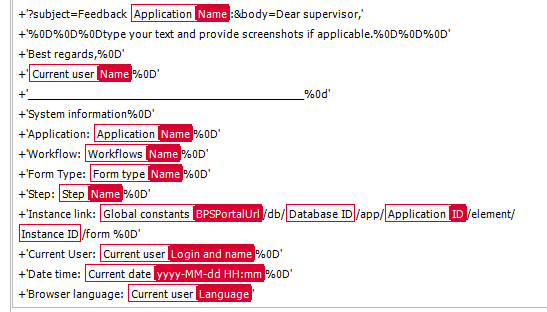 +'?subject=Feedback Application Name:&body=Dear supervisor,'
+'%0D%0D%0Dtype your text and provide screenshots if applicable.%0D%0D%0D'
+'Best regards,%0D'
+'Current user Name%0D'
+'______________________________________________%0d'
+'System information%0D'
+'Application: Application Name%0D'
+'Workflow: Workflows Name%0D'
+'Form Type: Form type Name%0D'
+'Step: Step Name%0D'
+'Instance link: Global constants BPSPortalUrl/db/Database ID/app/Application ID/element/
Instance ID/form %0D'
+'Current User: Current user Login and name%0D'
+'Date time: Current date yyyy-MM-dd HH:mm%0D'
+'Browser language: Current user Language'